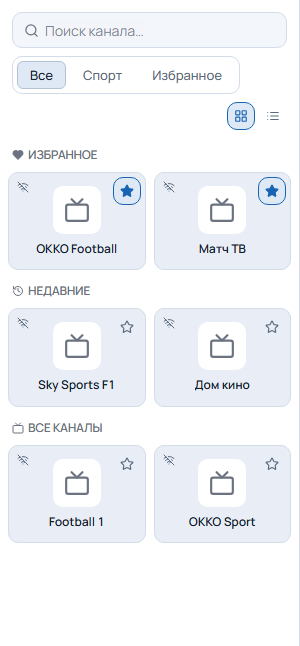 Поиск канала...
Все Спорт Избранное
ИЗБРАННОЕ
OKKO Football Матч ТВ
НЕДАВНИЕ
Sky Sports F1 Дом кино
ВСЕ КАНАЛЫ
Football 1 OKKO Sport